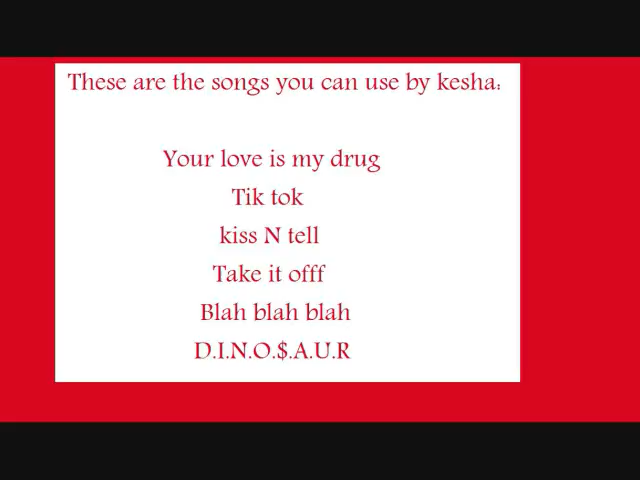 These are the songs you can use by kesha:
Your love is my drug
Tik tok
kiss N tell
Take it offf
Blah blah blah
D.I.N.O.$.A.U.R